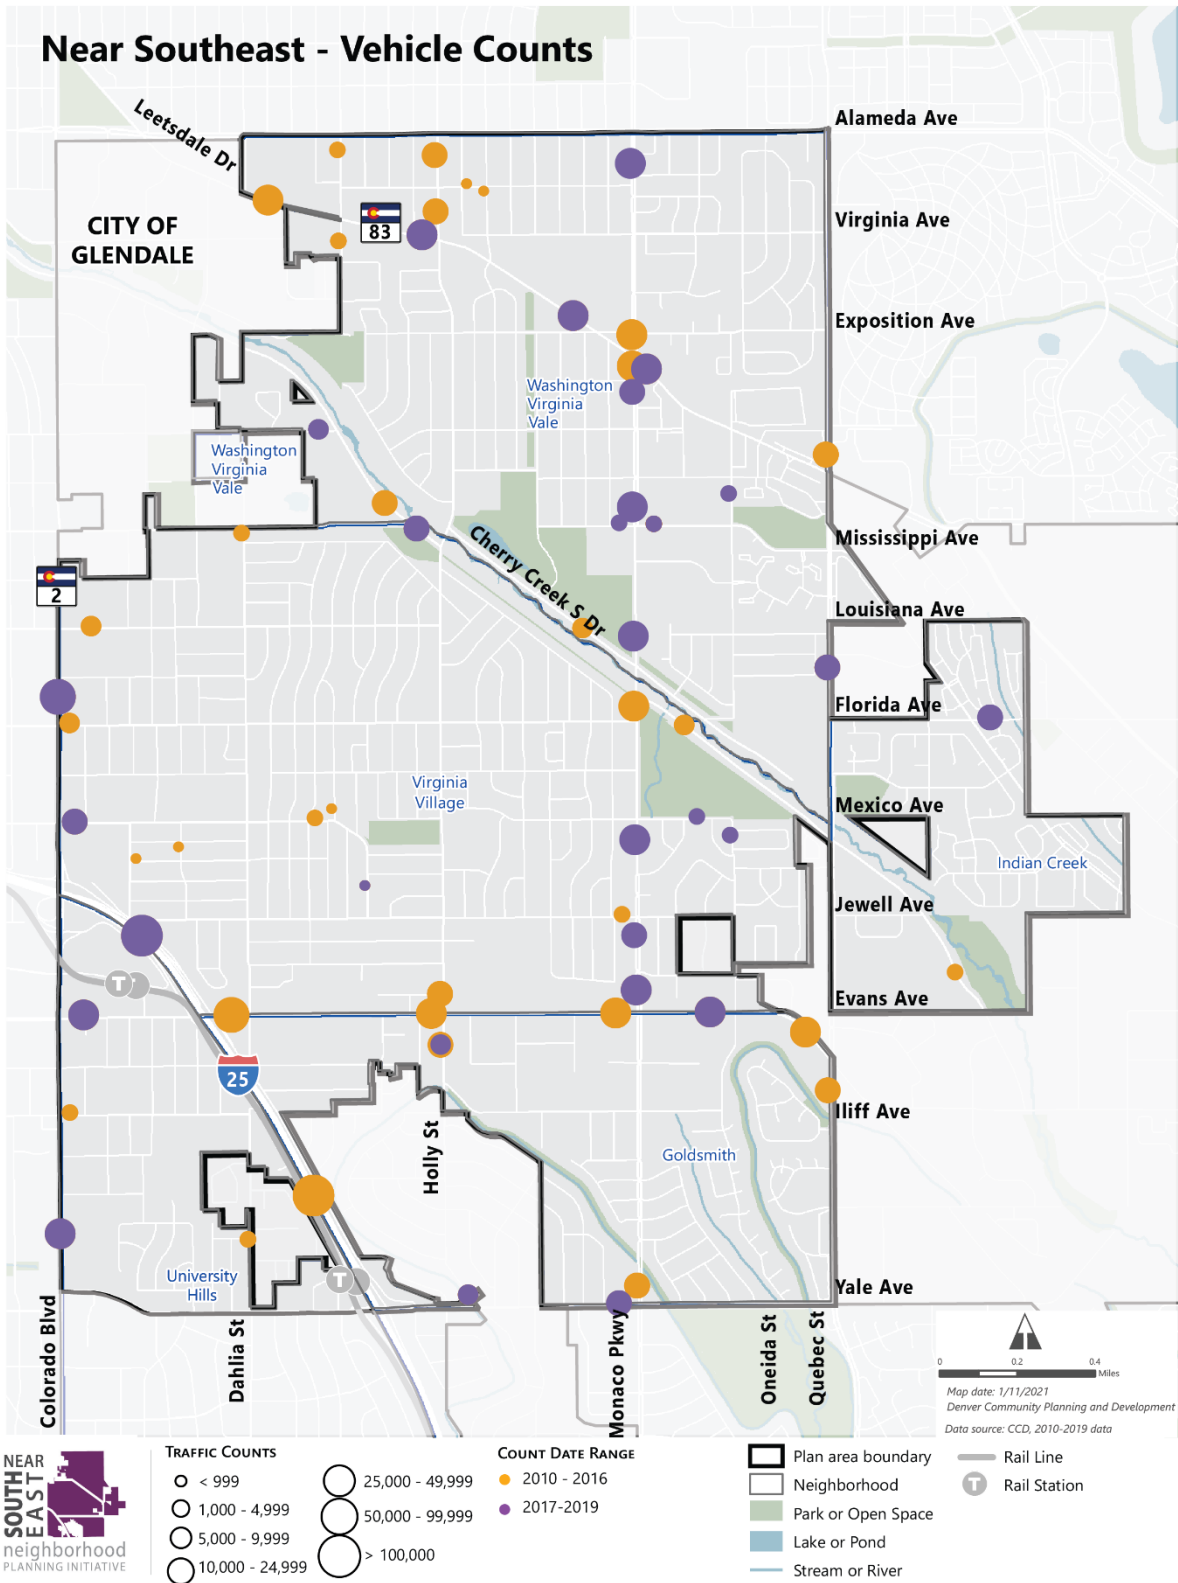 Near Southeast - Vehicle Counts
Leetsdale Dr
Alameda Ave
CITY OF
GLENDALE
83
Virginia Ave
Exposition Ave
Washington
Virginia
Vale
Washington
Virginia
Vale
Cherry Creek S Dr
Mississippi Ave
2
Louisiana Ave
Florida Ave
Virginia
Village
Mexico Ave
Indian Creek
Jewell Ave
T
Evans Ave
25
Iliff Ave
Holly St
Goldsmith
University
Hills
T
Yale Ave
Colorado Blvd
Dahlia St
Monaco Pkwy
Oneida St
Quebec St
0 0.2 0.4
Miles
Map date: 1/11/2021
Denver Community Planning and Development
Data source: CCD, 2010-2019 data
NEAR
SOUTH
EAST
neighborhood
PLANNING INITIATIVE
TRAFFIC COUNTS
< 999
1,000 - 4,999
5,000 - 9,999
10,000 - 24,999
25,000 - 49,999
50,000 - 99,999
> 100,000
COUNT DATE RANGE
2010 - 2016
2017-2019
Plan area boundary
Neighborhood
Park or Open Space
Lake or Pond
Stream or River
Rail Line
T Rail Station